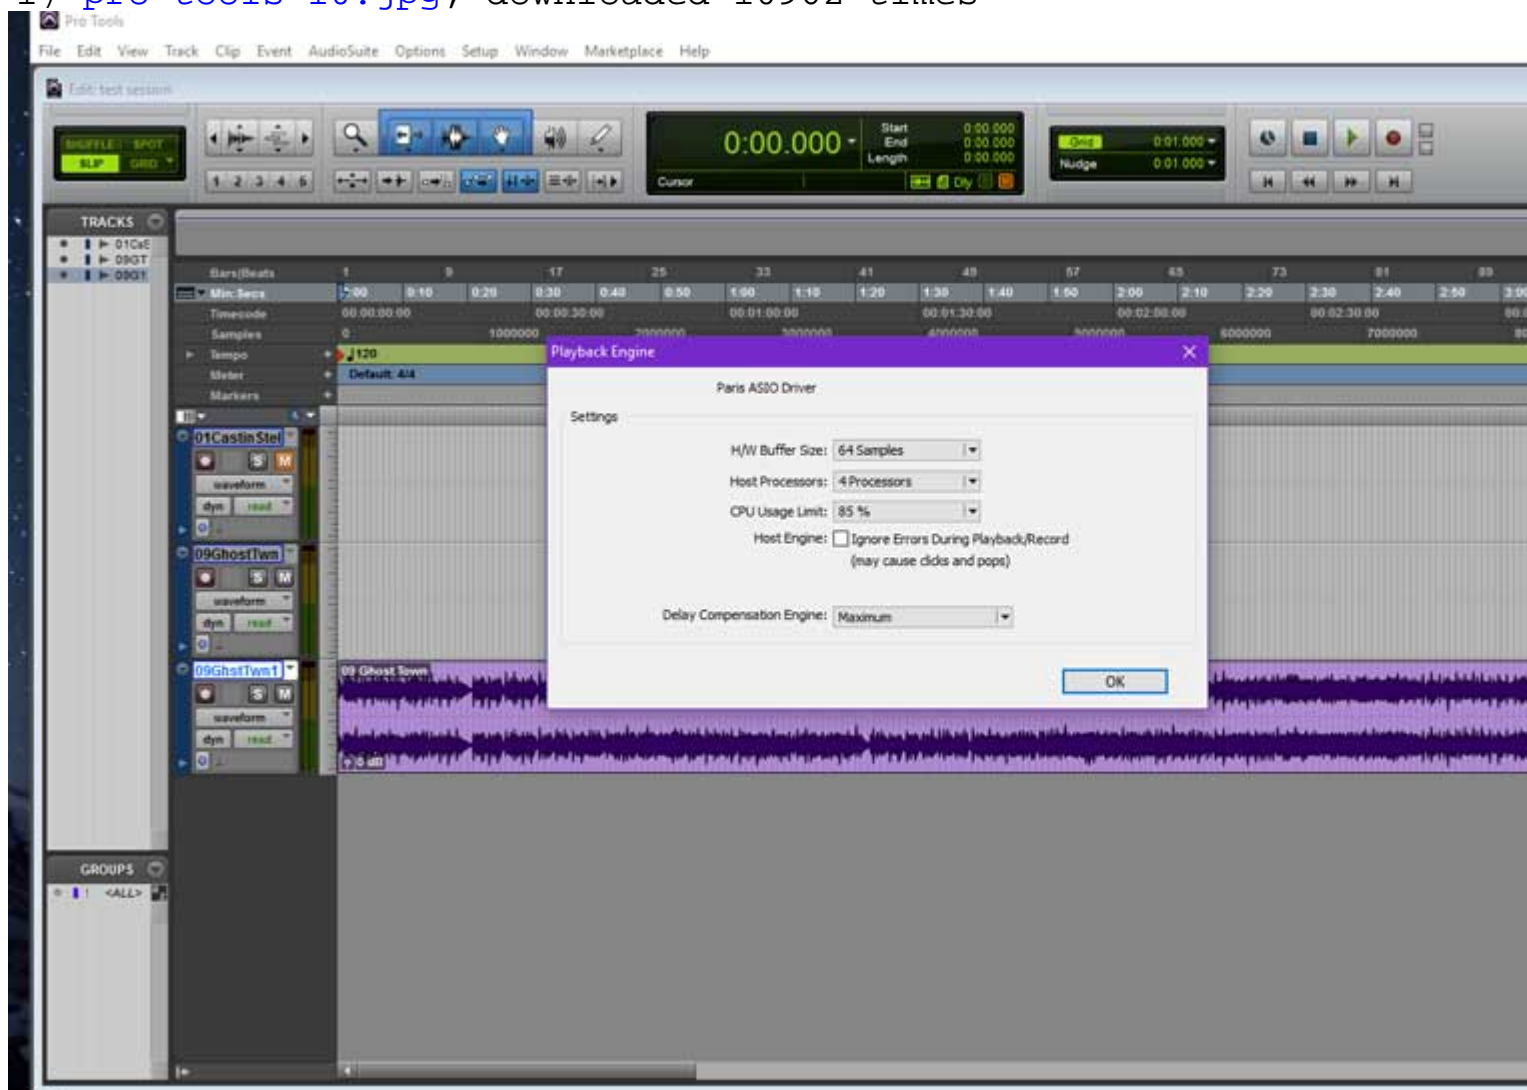 Pro Tools
File Edit View Track Clip Event AudioSuite Options Setup Window Marketplace Help
Edit: test session
SHUFFLE SPOT
SLIP GRID
1 2 3 4 5
0:00.000
Start 0:00.000
End 0:00.000
Length 0:00.000
Cursor
Dly
Grid 0:01.000
Nudge 0:01.000
TRACKS
01CsS
09GT
09GT
Bars|Beats 1 9 17 25 33 41 49 57 65 73 81 89
Min:Secs 0:00 0:10 0:20 0:30 0:40 0:50 1:00 1:10 1:20 1:30 1:40 1:50 2:00 2:10 2:20 2:30 2:40 2:50 3:00
Timecode 00:00:00:00 00:00:30:00 00:01:00:00 00:01:30:00 00:02:00:00 00:02:30:00
Samples 0 1000000 2000000 3000000 4000000 5000000 6000000 7000000
Tempo 120
Meter Default: 4/4
Markers
Playback Engine
Paris ASIO Driver
Settings
H/W Buffer Size: 64 Samples
Host Processors: 4 Processors
CPU Usage Limit: 85 %
Host Engine: Ignore Errors During Playback/Record
(may cause clicks and pops)
Delay Compensation Engine: Maximum
OK
01CastinStel
S M
waveform
dyn read
09GhostTwn
S M
waveform
dyn read
09GhstTwn1
S M
waveform
dyn read
09 Ghost Town
0 dB
GROUPS
! <ALL>